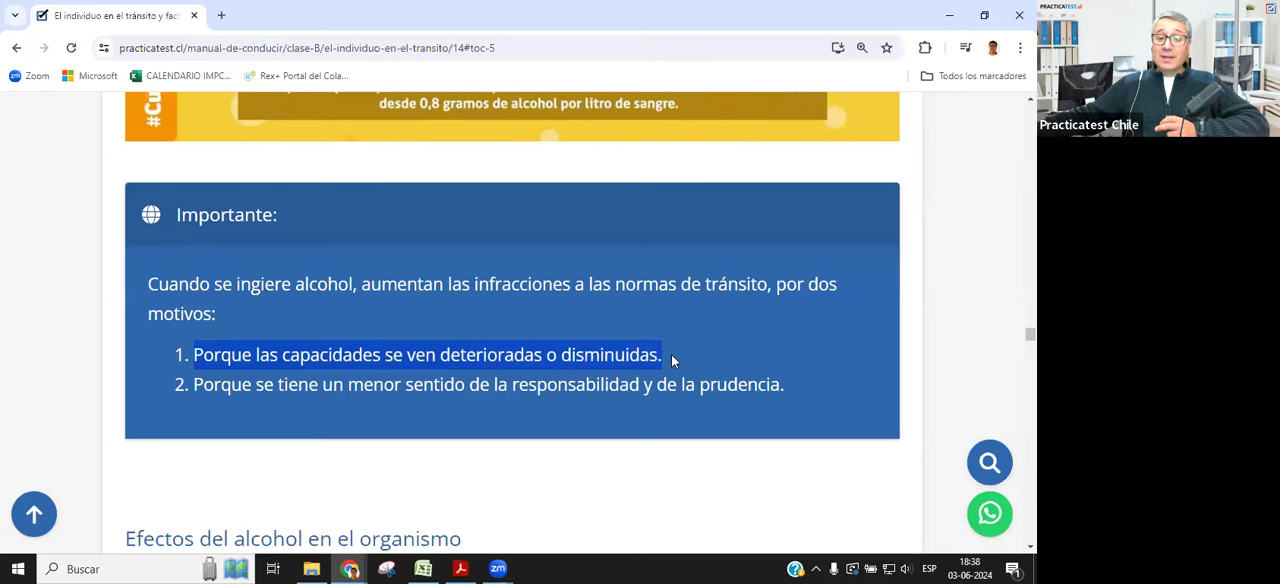 El individuo en el tránsito y fact
practicatest.cl/manual-de-conducir/clase-B/el-individuo-en-el-transito/14#toc-5
Zoom
Microsoft
CALENDARIO IMPC...
Rex+ Portal del Cola...
Todos los marcadores
PRACTICATEST.cl
Practicatest Chile
desde 0,8 gramos de alcohol por litro de sangre.
Importante:
Cuando se ingiere alcohol, aumentan las infracciones a las normas de tránsito, por dos
motivos:
1. Porque las capacidades se ven deterioradas o disminuidas.
2. Porque se tiene un menor sentido de la responsabilidad y de la prudencia.
Efectos del alcohol en el organismo
Buscar
ESP
18:38
03-06-2024